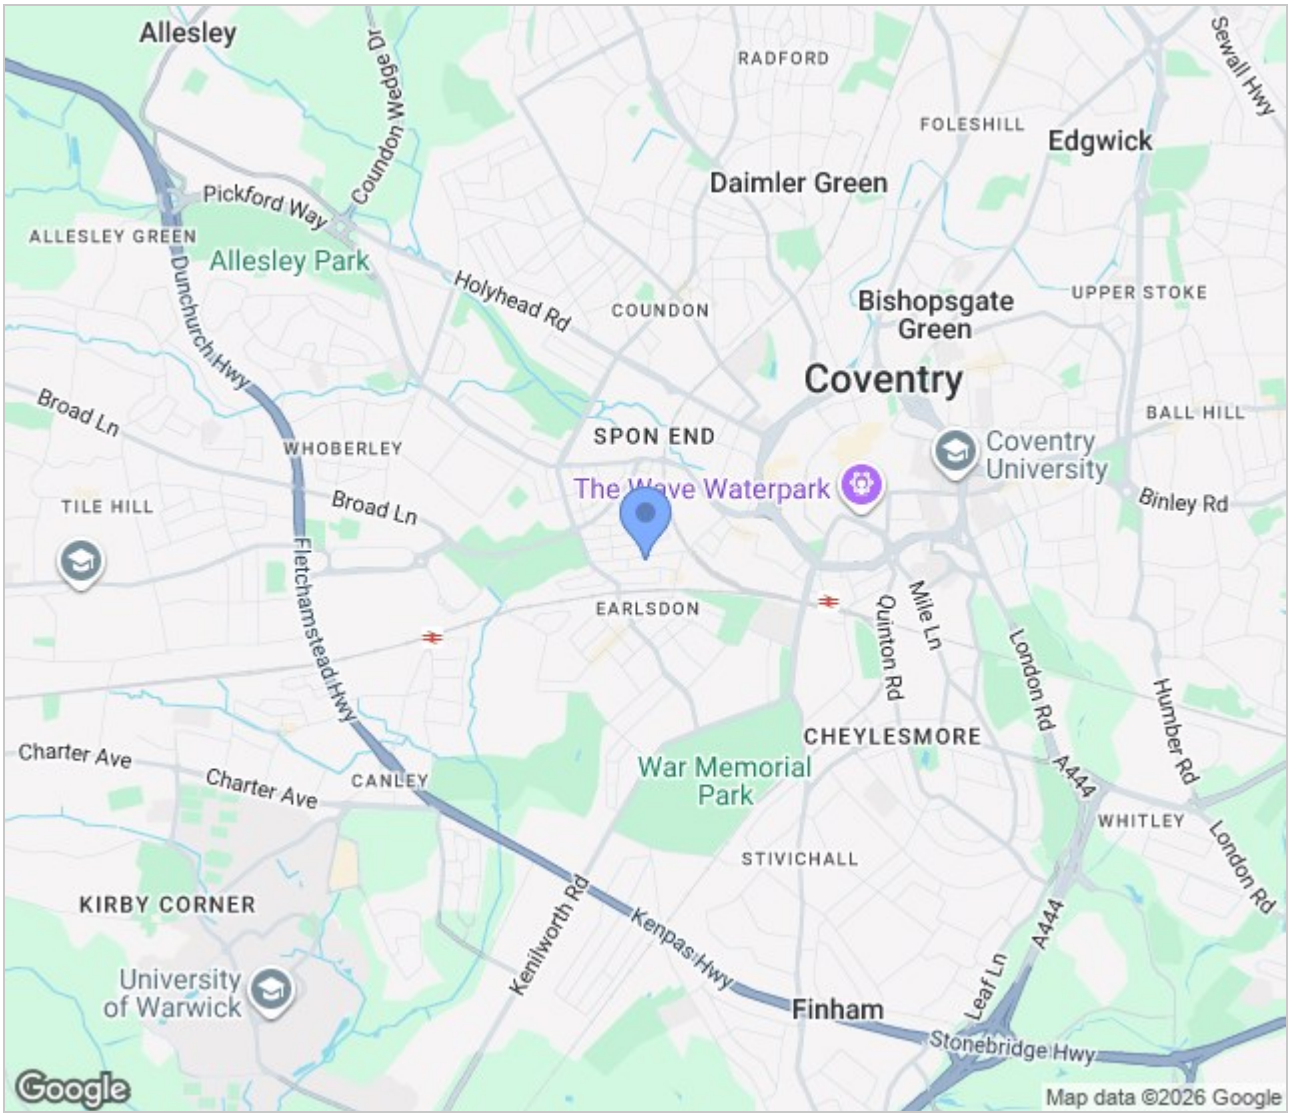 Allesley
Coundon Wedge Dr
RADFORD
Sewall Hwy
FOLESHILL
Edgwick
Daimler Green
Pickford Way
ALLESLEY GREEN
Allesley Park
Dunchurch Hwy
Holyhead Rd
COUNDON
Bishopsgate
Green
UPPER STOKE
Coventry
Broad Ln
WHOBERLEY
SPON END
BALL HILL
Coventry
University
The Wave Waterpark
Binley Rd
TILE HILL
Broad Ln
Fletchamstead Hwy
EARLSDON
Mile Ln
Quinton Rd
London Rd
Humber Rd
CHEYLESMORE
Charter Ave
Charter Ave
CANLEY
War Memorial
Park
A444
WHITLEY
London Rd
STIVICHALL
KIRBY CORNER
Kenilworth Rd
Kenpas Hwy
A444
Leaf Ln
University
of Warwick
Finham
Stonebridge Hwy
Google
Map data ©2026 Google